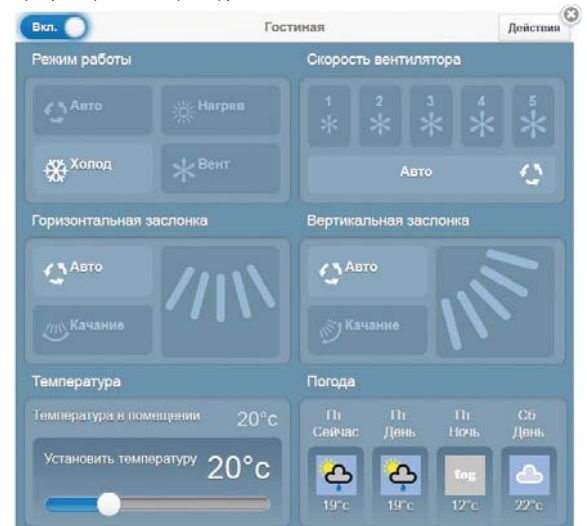 Вкл.
Гостиная
Действия
Режим работы
Авто
Нагрев
Холод
Вент
Скорость вентилятора
1 2 3 4 5
Авто
Горизонтальная заслонка
Авто
Качание
Вертикальная заслонка
Авто
Качание
Температура
Температура в помещении 20°c
Установить температуру 20°c
Погода
Пт Пт Пт Сб
Сейчас День Ночь День
fog
19°c 19°c 12°c 22°c